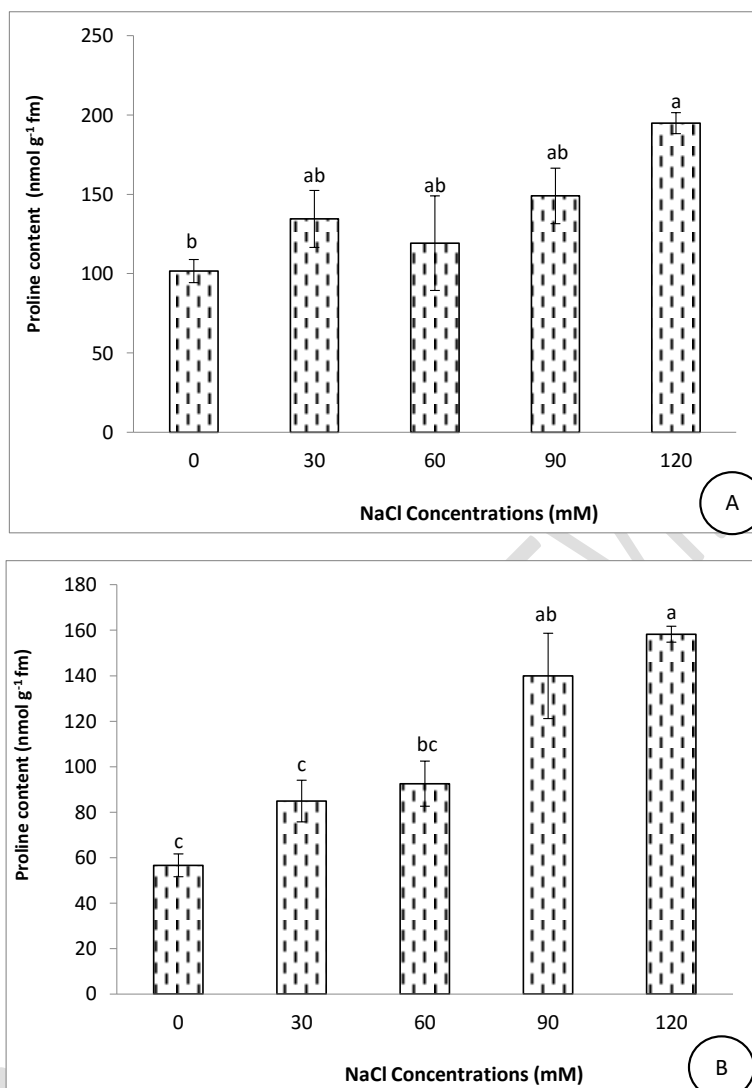 250
200
150
100
50
0
Proline content (nmol g-1 fm)
b
ab
ab
ab
a
0 30 60 90 120
NaCl Concentrations (mM)
A
180
160
140
120
100
80
60
40
20
0
Proline content (nmol g-1 fm)
c
c
bc
ab
a
0 30 60 90 120
NaCl Concentrations (mM)
B